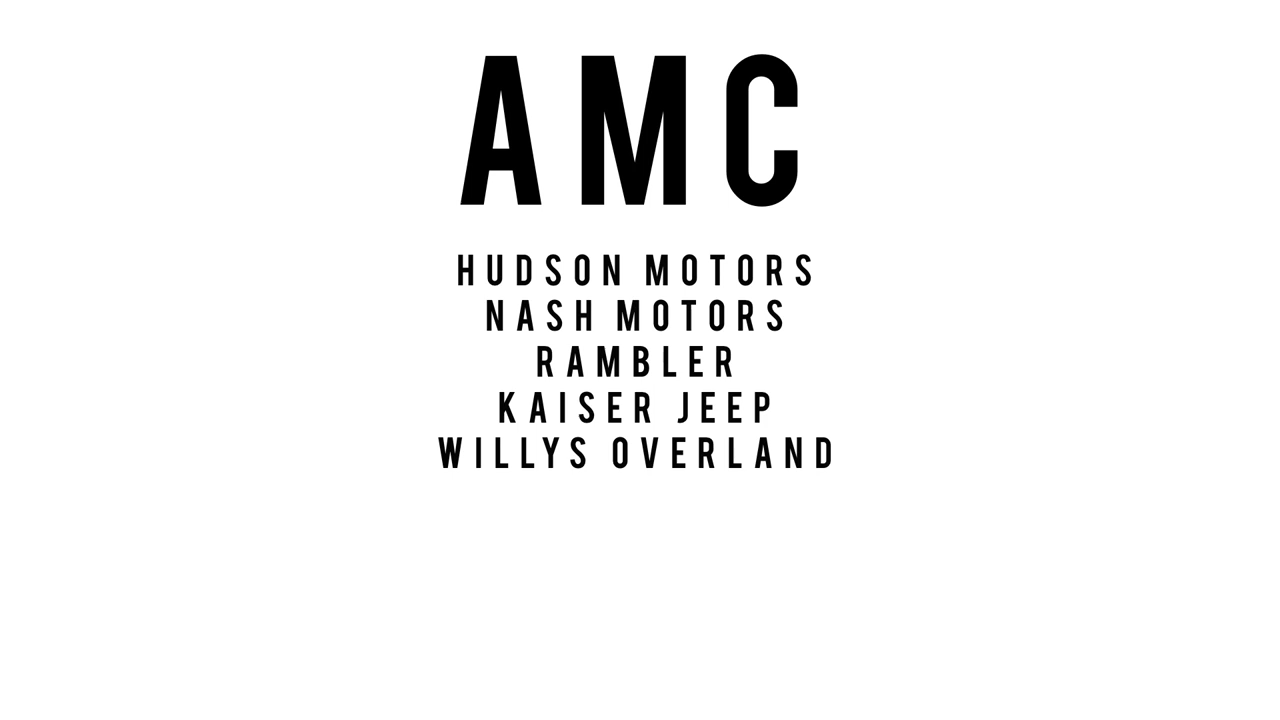 AMC
HUDSON MOTORS
NASH MOTORS
RAMBLER
KAISER JEEP
WILLYS OVERLAND